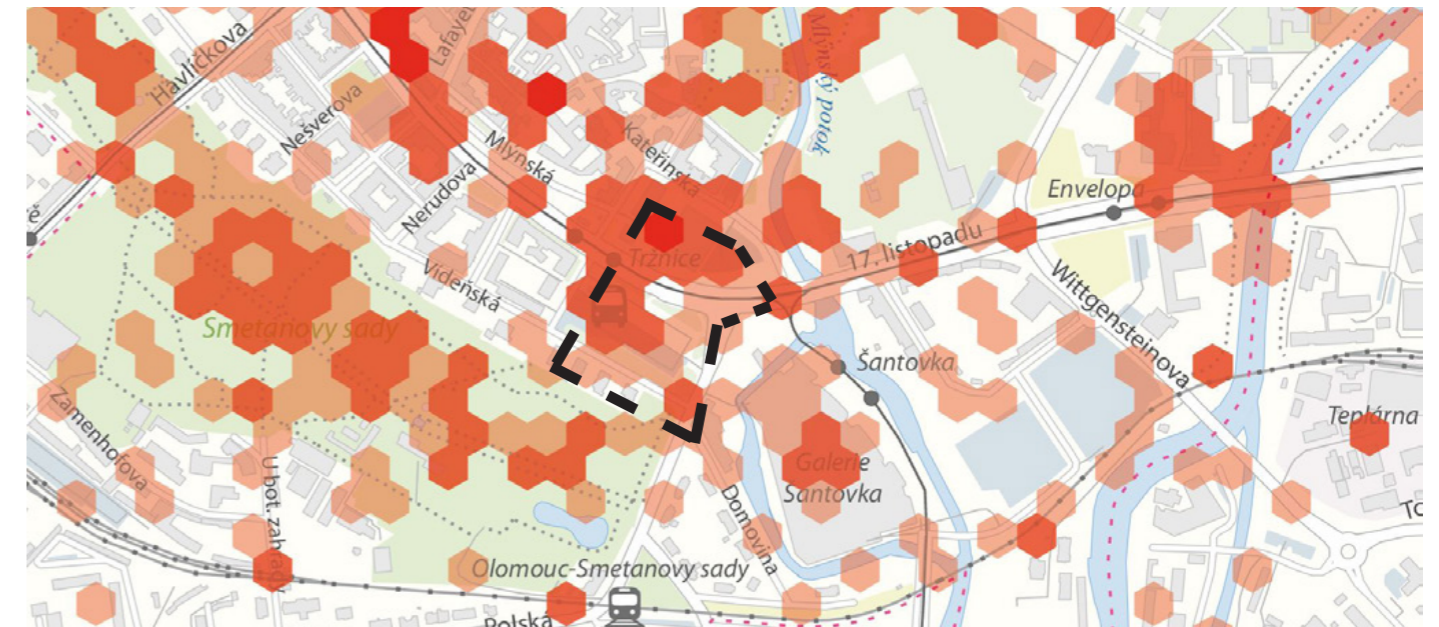 Havlíčkova
Lafayet
Mlýnský potok
Nešverova
Mlýnská
Kateřinská
Nerudova
Envelopa
17. listopadu
Tržnice
Vídeňská
Wittgensteinova
Smetanovy sady
Šantovka
Zamenhofova
Teplárna
Galerie
Šantovka
U bot. zahrady
Domovina
To
Olomouc-Smetanovy sady
Polská
ě